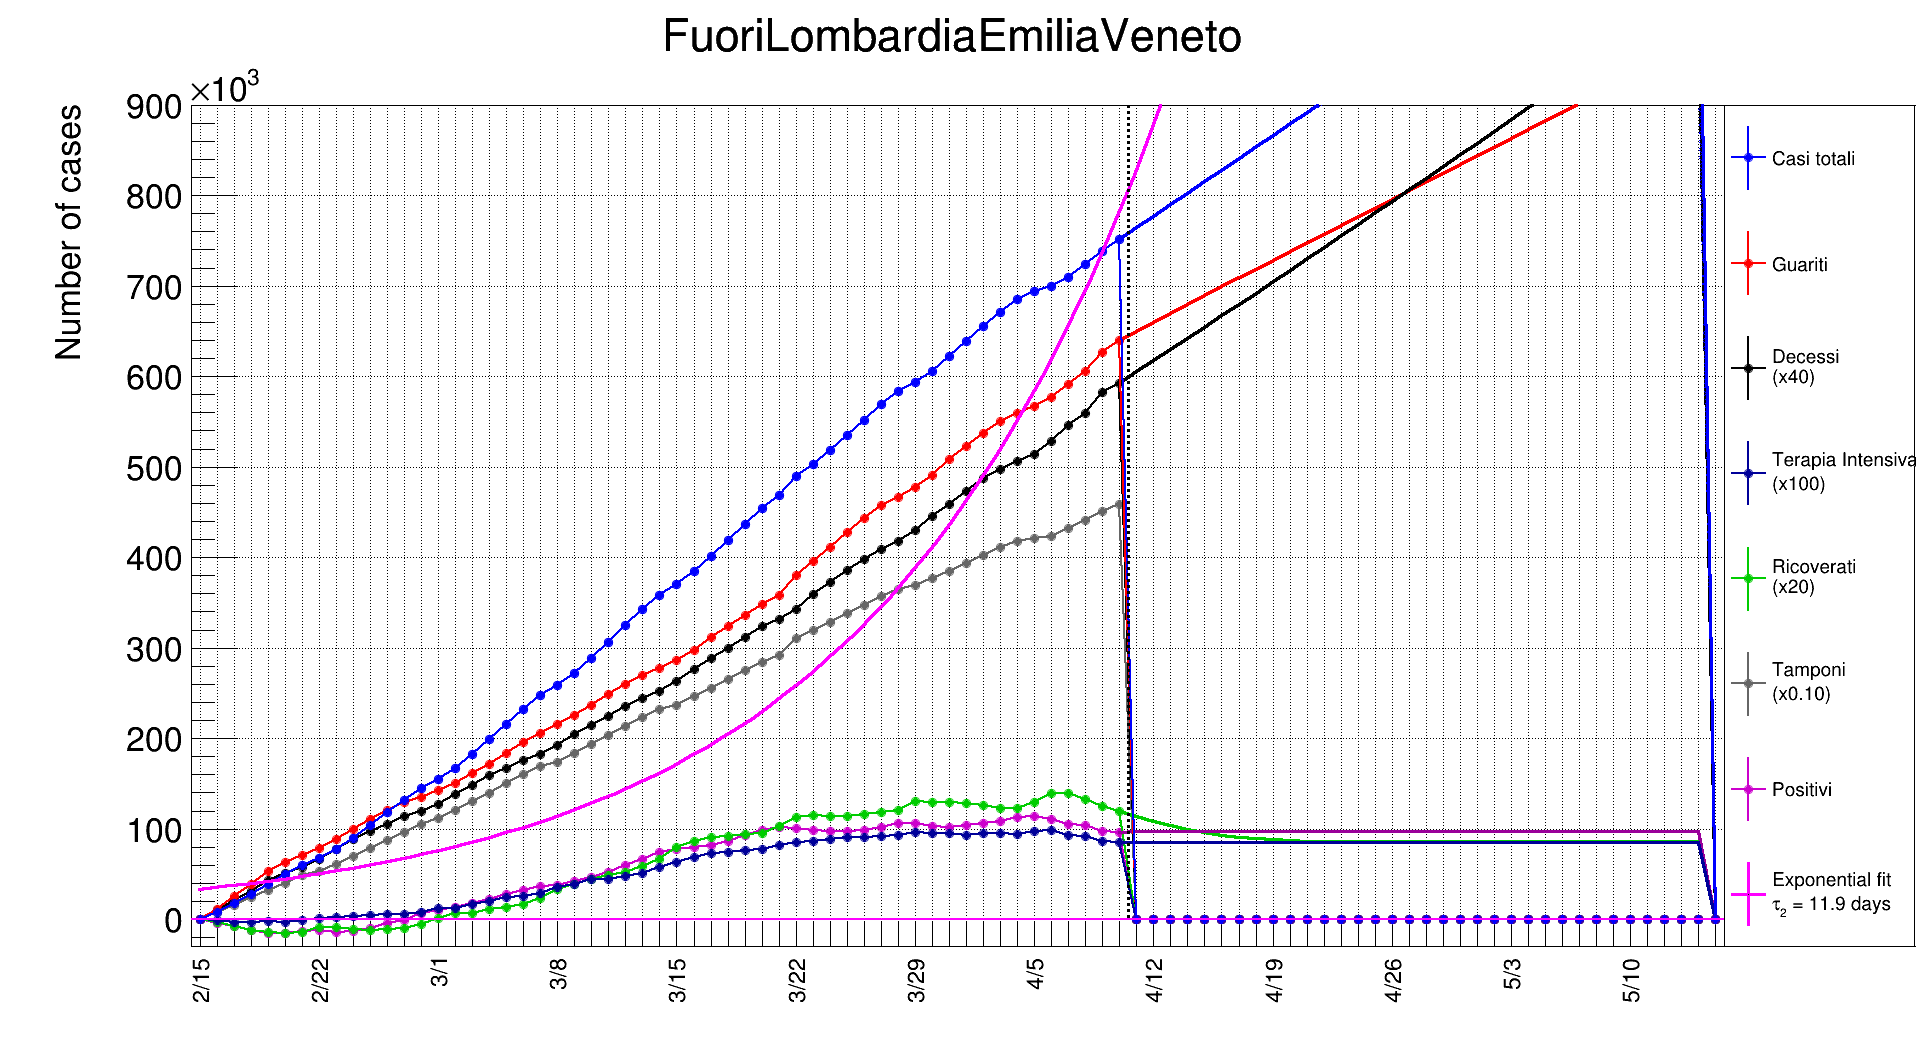 FuoriLombardiaEmiliaVeneto
×10³
Number of cases
900
800
700
600
500
400
300
200
100
0
2/15
2/22
3/1
3/8
3/15
3/22
3/29
4/5
4/12
4/19
4/26
5/3
5/10
Casi totali
Guariti
Decessi
(x40)
Terapia Intensiva
(x100)
Ricoverati
(x20)
Tamponi
(x0.10)
Positivi
Exponential fit
τ₂ = 11.9 days